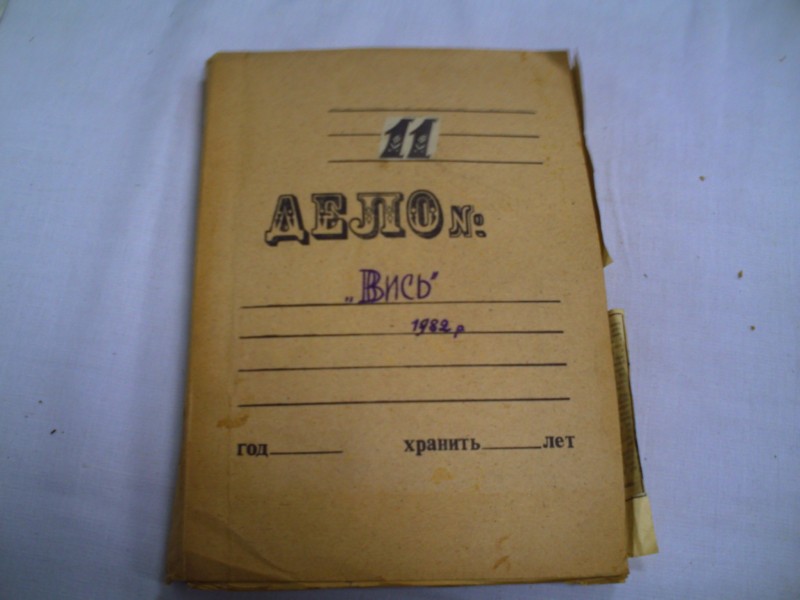 11
ДЕЛО №:
„Вись"
1982 р
год хранить лет